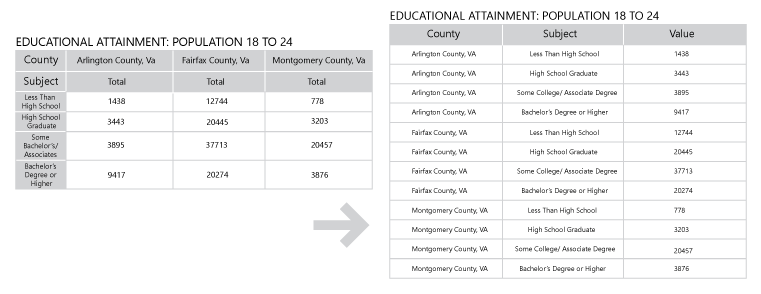 EDUCATIONAL ATTAINMENT: POPULATION 18 TO 24
County Arlington County, Va Fairfax County, Va Montgomery County, Va
Subject Total Total Total
Less Than
High School 1438 12744 778
High School
Graduate 3443 20445 3203
Some
Bachelor's/
Associates 3895 37713 20457
Bachelor's
Degree or
Higher 9417 20274 3876
EDUCATIONAL ATTAINMENT: POPULATION 18 TO 24
County Subject Value
Arlington County, VA Less Than High School 1438
Arlington County, VA High School Graduate 3443
Arlington County, VA Some College/ Associate Degree 3895
Arlington County, VA Bachelor's Degree or Higher 9417
Fairfax County, VA Less Than High School 12744
Fairfax County, VA High School Graduate 20445
Fairfax County, VA Some College/ Associate Degree 37713
Fairfax County, VA Bachelor's Degree or Higher 20274
Montgomery County, VA Less Than High School 778
Montgomery County, VA High School Graduate 3203
Montgomery County, VA Some College/ Associate Degree 20457
Montgomery County, VA Bachelor's Degree or Higher 3876